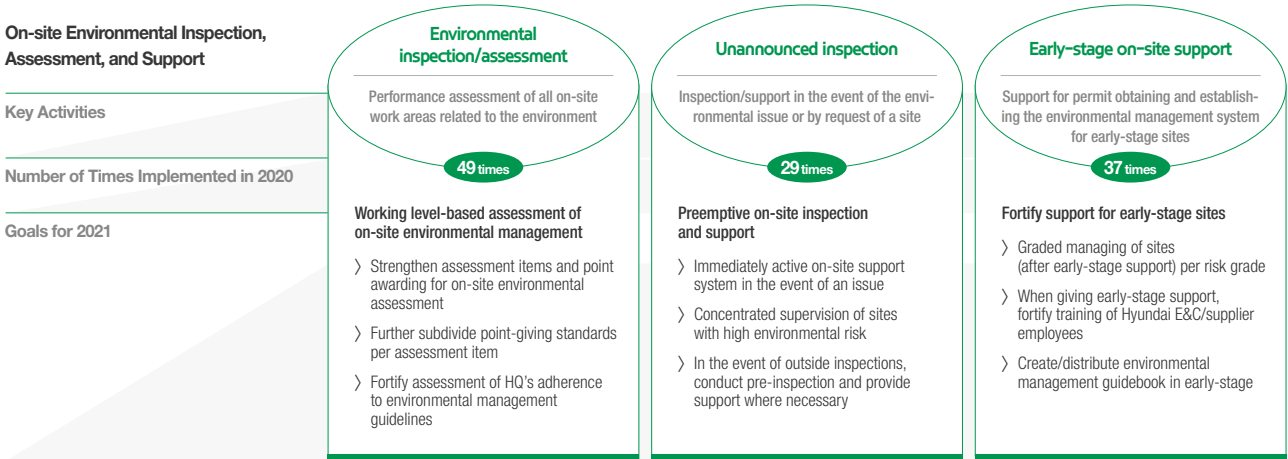 On-site Environmental Inspection,
Assessment, and Support
Key Activities
Number of Times Implemented in 2020
Goals for 2021
Environmental
inspection/assessment
Performance assessment of all on-site
work areas related to the environment
49 times
Working level-based assessment of
on-site environmental management
〉 Strengthen assessment items and point
awarding for on-site environmental
assessment
〉 Further subdivide point-giving standards
per assessment item
〉 Fortify assessment of HQ's adherence
to environmental management
guidelines
Unannounced inspection
Inspection/support in the event of the envi-
ronmental issue or by request of a site
29 times
Preemptive on-site inspection
and support
〉 Immediately active on-site support
system in the event of an issue
〉 Concentrated supervision of sites
with high environmental risk
〉 In the event of outside inspections,
conduct pre-inspection and provide
support where necessary
Early-stage on-site support
Support for permit obtaining and establish-
ing the environmental management system
for early-stage sites
37 times
Fortify support for early-stage sites
〉 Graded managing of sites
(after early-stage support) per risk grade
〉 When giving early-stage support,
fortify training of Hyundai E&C/supplier
employees
〉 Create/distribute environmental
management guidebook in early-stage